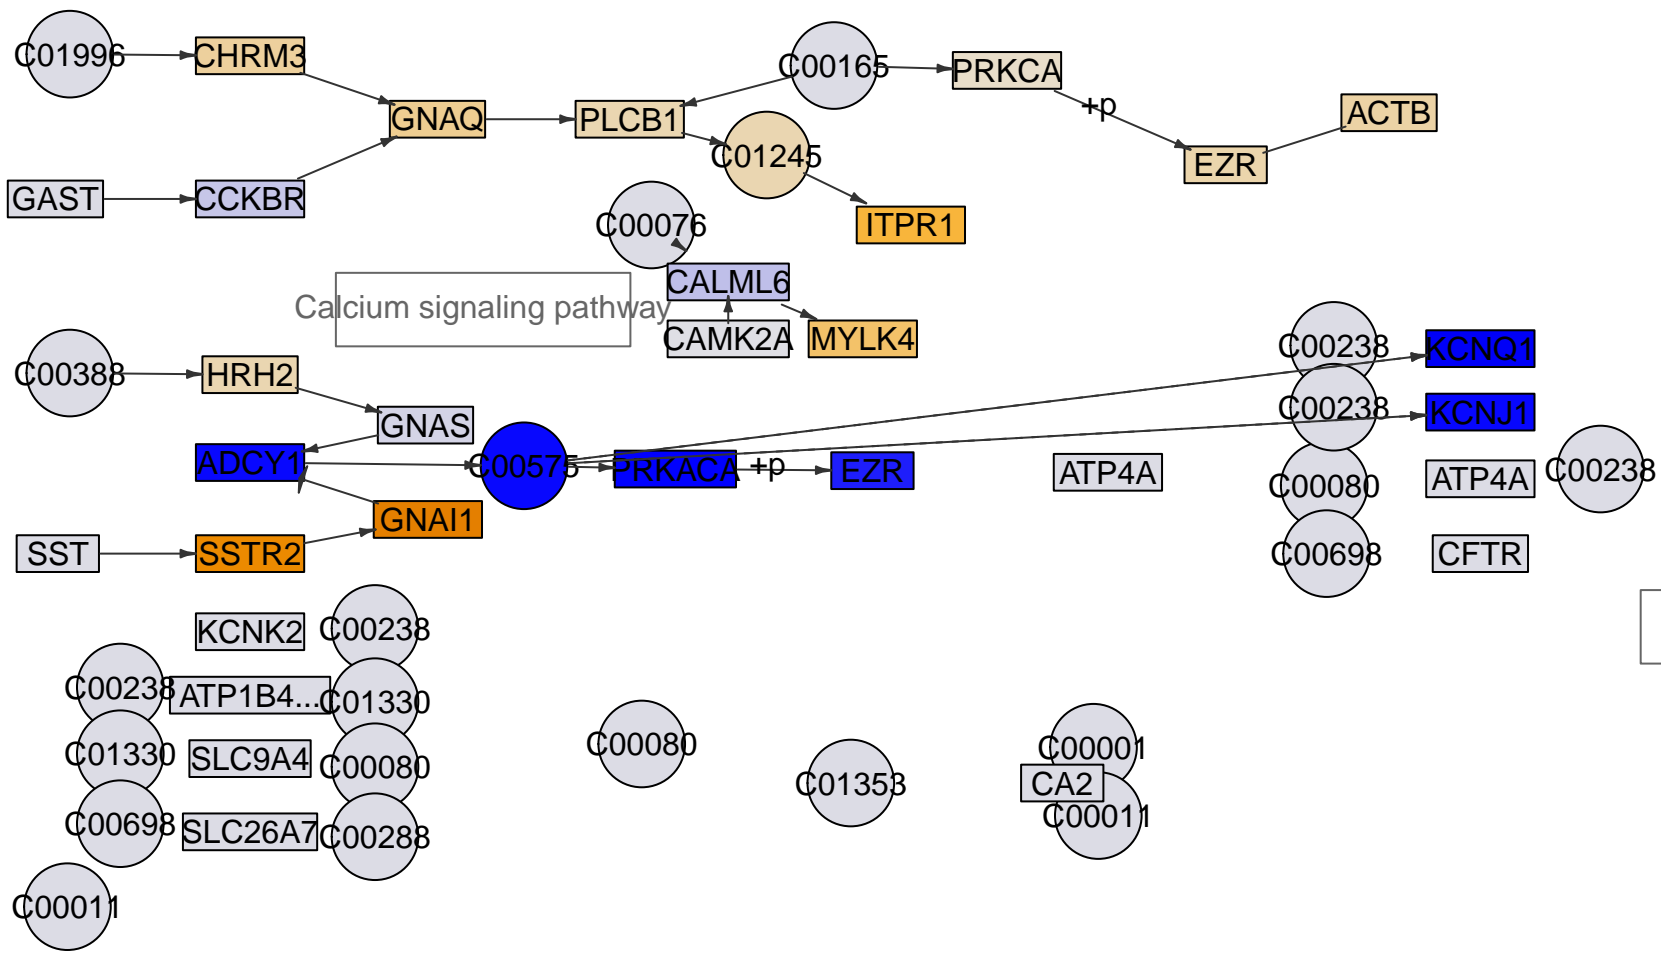 C01996
CHRM3
C00165
PRKCA
+p
ACTB
GNAQ
PLCB1
C01245
EZR
GAST
CCKBR
C00076
ITPR1
CALML6
Calcium signaling pathway
CAMK2A
MYLK4
C00238
KCNQ1
C00388
HRH2
C00238
KCNJ1
GNAS
ADCY1
C00575
PRKACA
+p
EZR
ATP4A
C00080
ATP4A
C00238
GNAI1
SST
SSTR2
C00698
CFTR
KCNK2
C00238
C00238
ATP1B4...
C01330
C01330
SLC9A4
C00080
C00080
C01353
C00001
CA2
C00011
C00698
SLC26A7
C00288
C00011